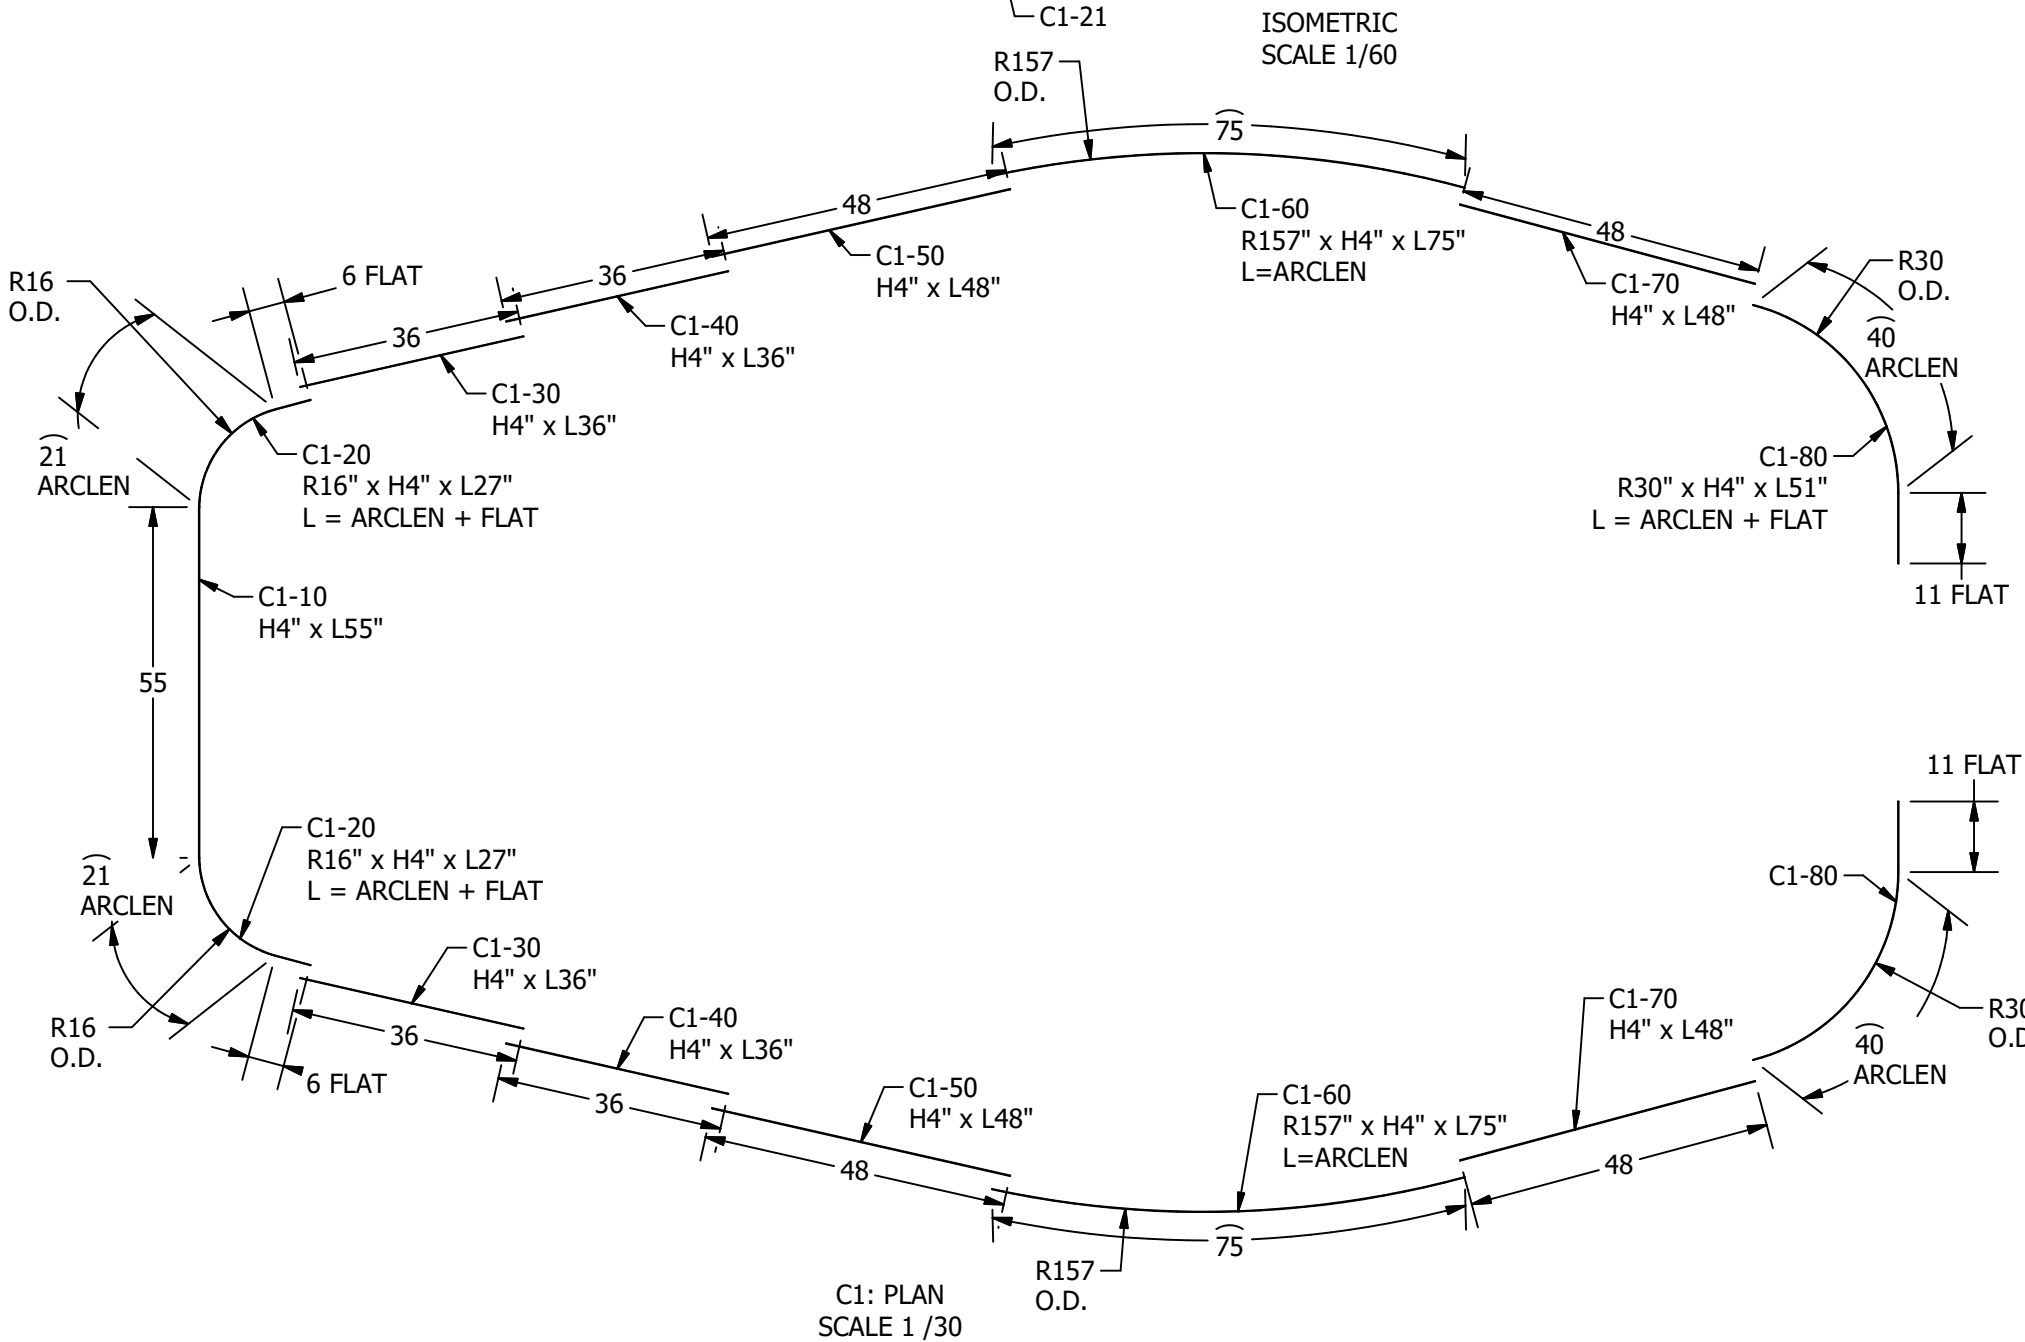 C1-21
ISOMETRIC
SCALE 1/60
R157
O.D.
75
48
C1-60
R157" x H4" x L75"
L=ARCLEN
C1-50
H4" x L48"
48
C1-70
H4" x L48"
R30
O.D.
40
ARCLEN
R16
O.D.
6 FLAT
36
C1-40
H4" x L36"
36
C1-30
H4" x L36"
21
ARCLEN
C1-20
R16" x H4" x L27"
L = ARCLEN + FLAT
C1-80
R30" x H4" x L51"
L = ARCLEN + FLAT
11 FLAT
C1-10
H4" x L55"
55
11 FLAT
C1-20
R16" x H4" x L27"
L = ARCLEN + FLAT
21
ARCLEN
C1-80
C1-30
H4" x L36"
R16
O.D.
36
6 FLAT
C1-40
H4" x L36"
36
C1-50
H4" x L48"
48
C1-60
R157" x H4" x L75"
L=ARCLEN
C1-70
H4" x L48"
48
R30
O.D.
40
ARCLEN
75
R157
O.D.
C1: PLAN
SCALE 1 /30